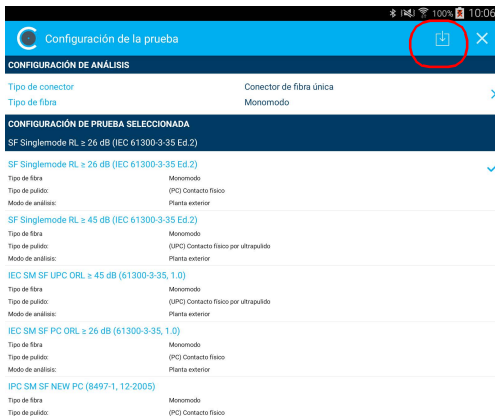 100% 10:06
Configuración de la prueba
CONFIGURACIÓN DE ANÁLISIS
Tipo de conector Conector de fibra única
Tipo de fibra Monomodo
CONFIGURACIÓN DE PRUEBA SELECCIONADA
SF Singlemode RL ≥ 26 dB (IEC 61300-3-35 Ed.2)
SF Singlemode RL ≥ 26 dB (IEC 61300-3-35 Ed.2)
Tipo de fibra Monomodo
Tipo de pulido: (PC) Contacto físico
Modo de análisis: Planta exterior
SF Singlemode RL ≥ 45 dB (IEC 61300-3-35 Ed.2)
Tipo de fibra Monomodo
Tipo de pulido: (UPC) Contacto físico por ultrapulido
Modo de análisis: Planta exterior
IEC SM SF UPC ORL ≥ 45 dB (61300-3-35, 1.0)
Tipo de fibra Monomodo
Tipo de pulido: (UPC) Contacto físico por ultrapulido
Modo de análisis: Planta exterior
IEC SM SF PC ORL ≥ 26 dB (61300-3-35, 1.0)
Tipo de fibra Monomodo
Tipo de pulido: (PC) Contacto físico
Modo de análisis: Planta exterior
IPC SM SF NEW PC (8497-1, 12-2005)
Tipo de fibra Monomodo
Tipo de pulido: (PC) Contacto físico